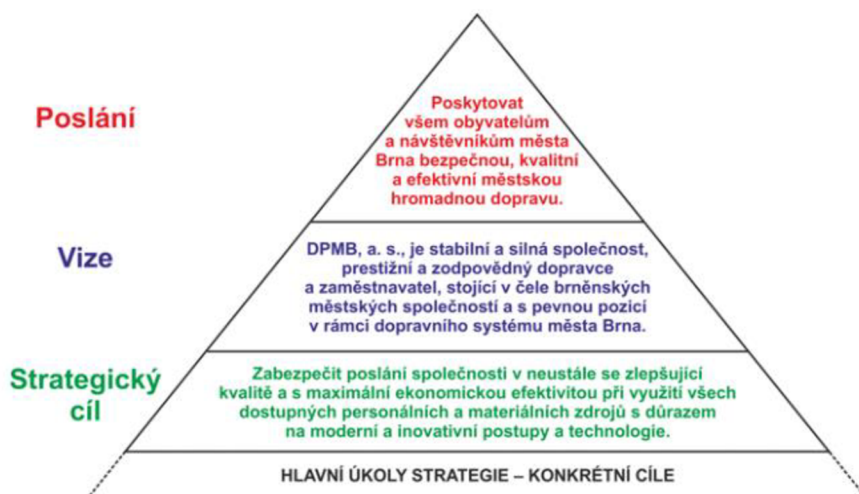 Poslání
Poskytovat
všem obyvatelům
a návštěvníkům města
Brna bezpečnou, kvalitní
a efektivní městskou
hromadnou dopravu.
Vize
DPMB, a. s., je stabilní a silná společnost,
prestižní a zodpovědný dopravce
a zaměstnavatel, stojící v čele brněnských
městských společností a s pevnou pozicí
v rámci dopravního systému města Brna.
Strategický
cíl
Zabezpečit poslání společnosti v neustále se zlepšující
kvalitě a s maximální ekonomickou efektivitou při využití všech
dostupných personálních a materiálních zdrojů s důrazem
na moderní a inovativní postupy a technologie.
HLAVNÍ ÚKOLY STRATEGIE – KONKRÉTNÍ CÍLE